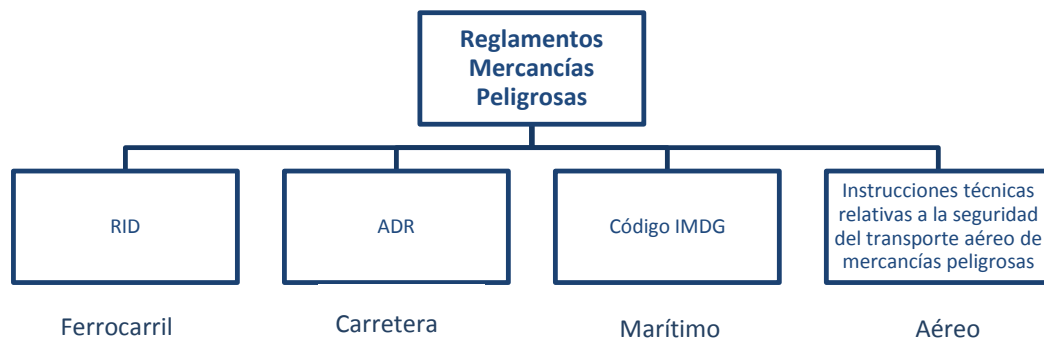 Reglamentos
Mercancías
Peligrosas
RID
ADR
Código IMDG
Instrucciones técnicas
relativas a la seguridad
del transporte aéreo de
mercancías peligrosas
Ferrocarril
Carretera
Marítimo
Aéreo